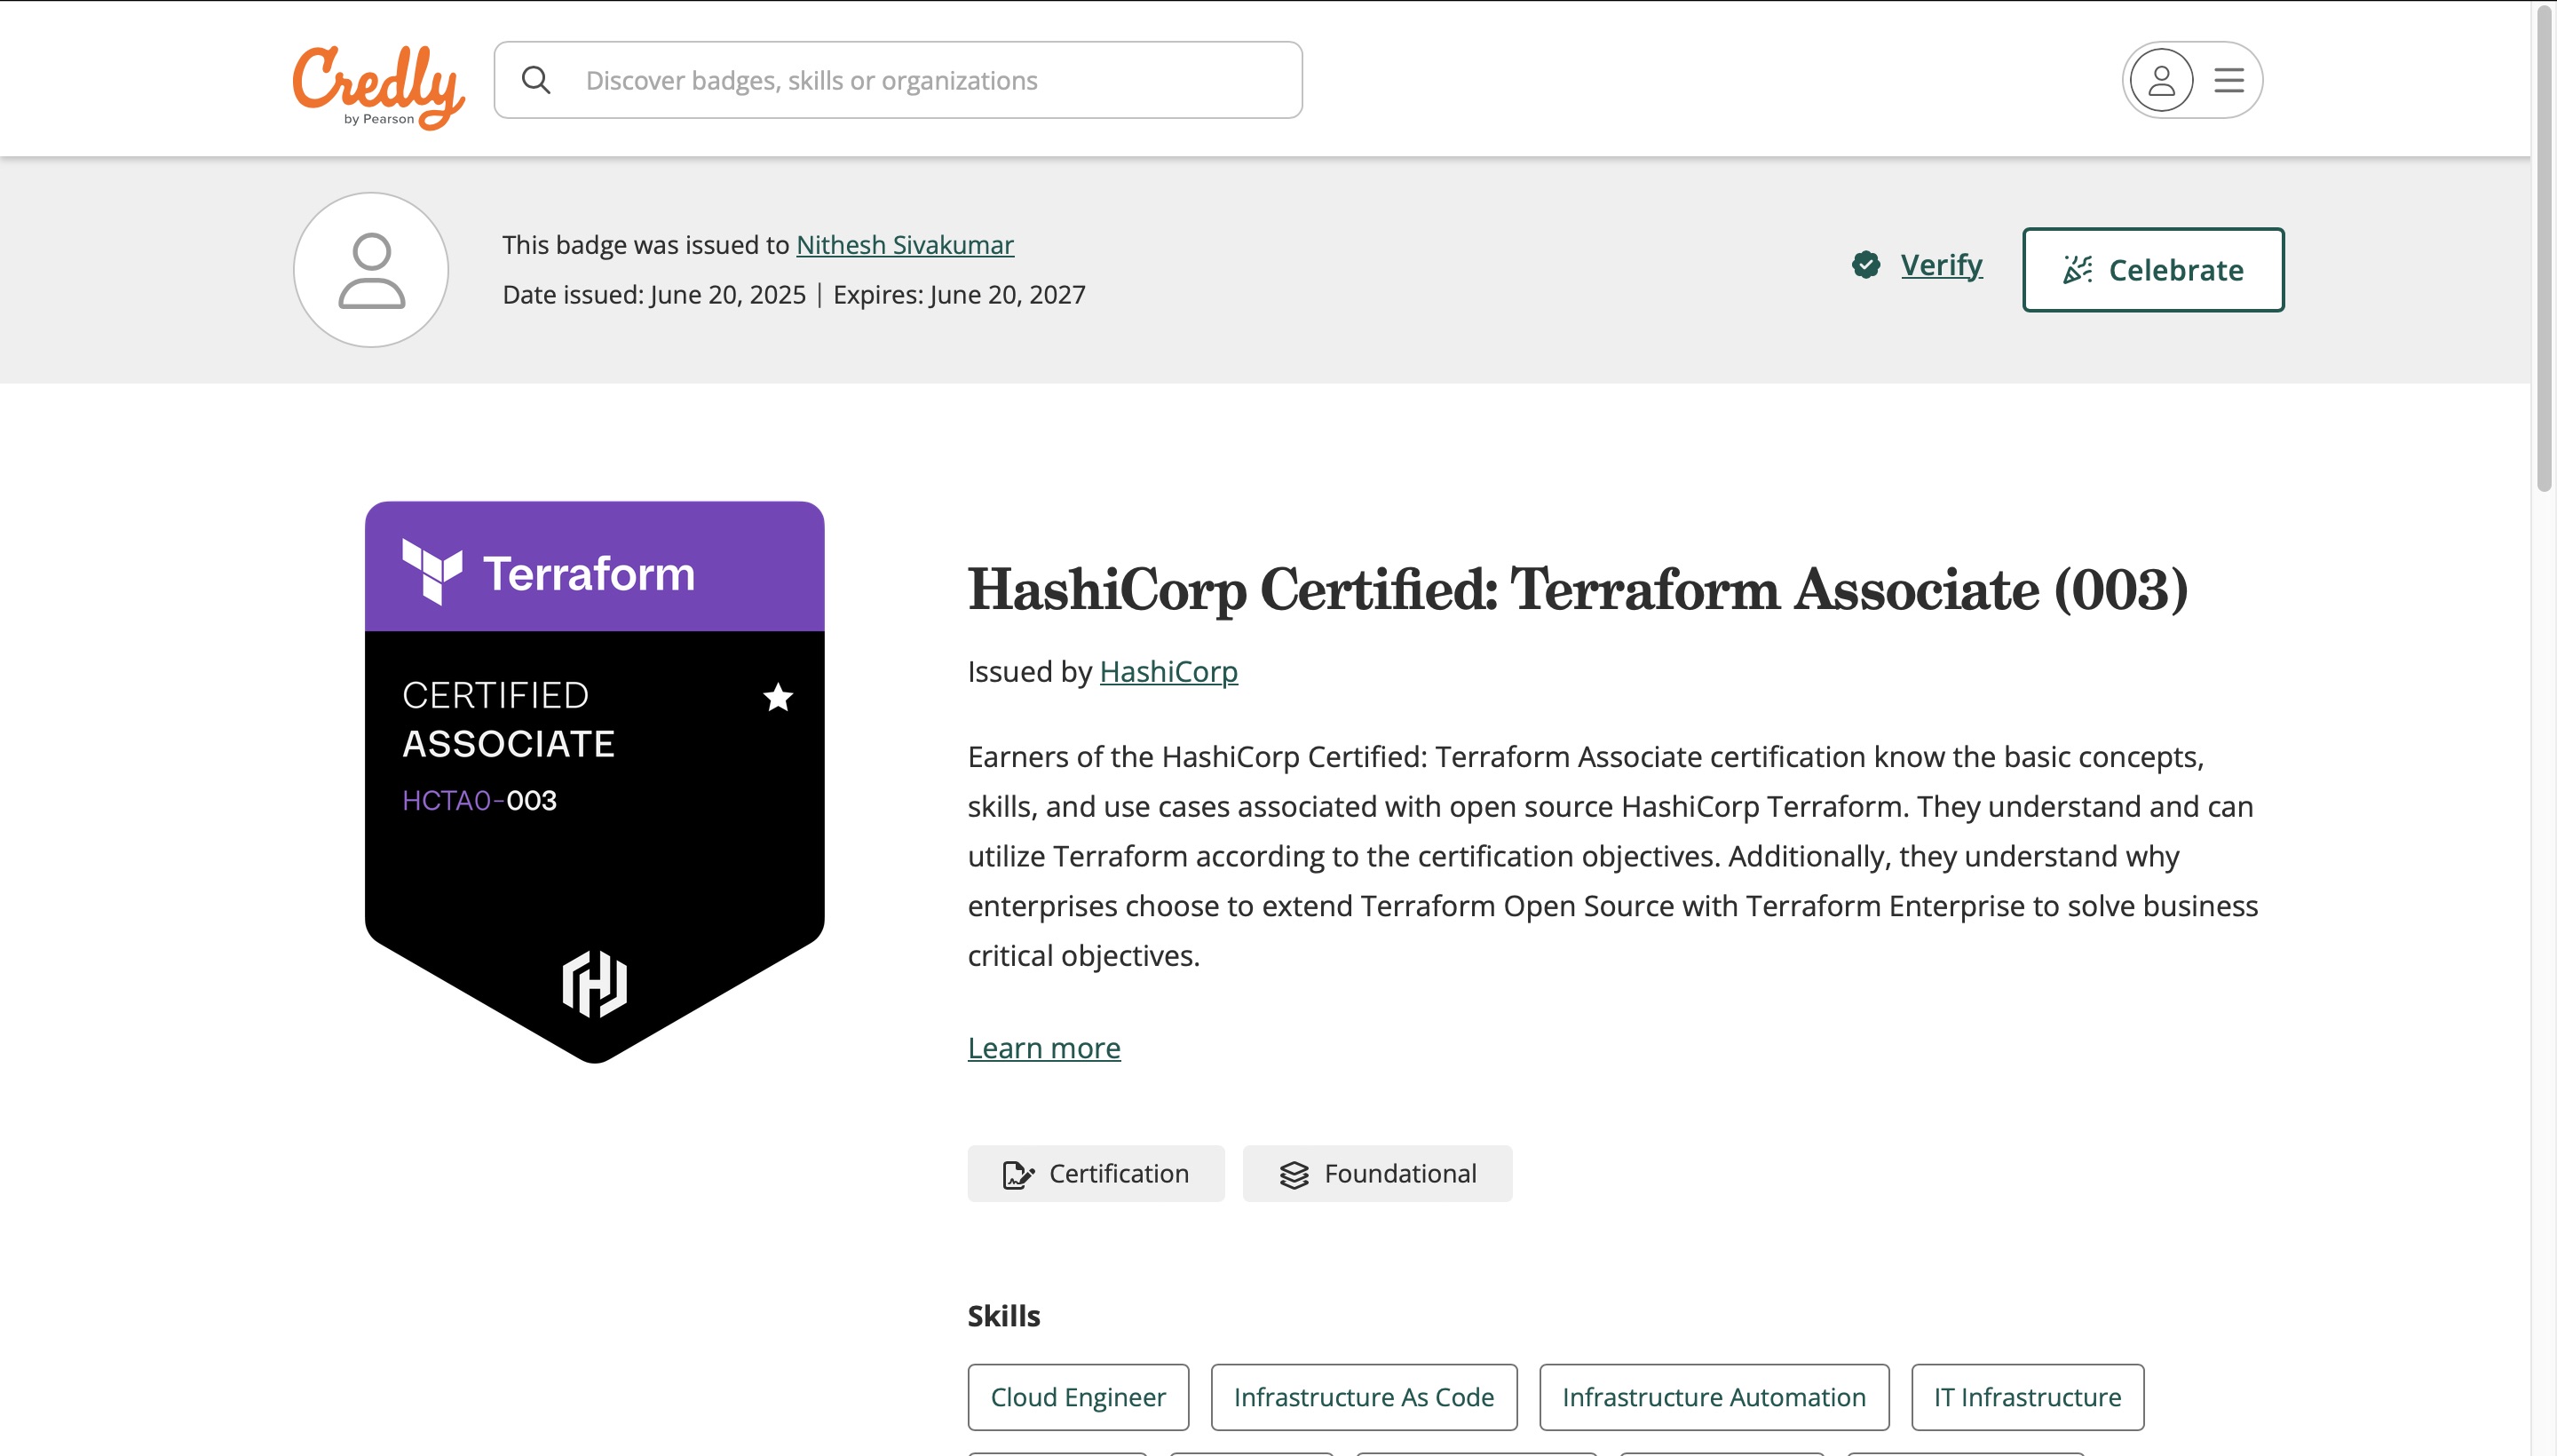 Credly
by Pearson
Discover badges, skills or organizations
This badge was issued to Nithesh Sivakumar
Date issued: June 20, 2025 | Expires: June 20, 2027
Verify
Celebrate
Terraform
CERTIFIED
ASSOCIATE
HCTA0-003
HashiCorp Certified: Terraform Associate (003)
Issued by HashiCorp
Earners of the HashiCorp Certified: Terraform Associate certification know the basic concepts,
skills, and use cases associated with open source HashiCorp Terraform. They understand and can
utilize Terraform according to the certification objectives. Additionally, they understand why
enterprises choose to extend Terraform Open Source with Terraform Enterprise to solve business
critical objectives.
Learn more
Certification
Foundational
Skills
Cloud Engineer
Infrastructure As Code
Infrastructure Automation
IT Infrastructure